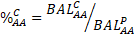 %^C_AA = BAL^C_AA / BAL^P_AA